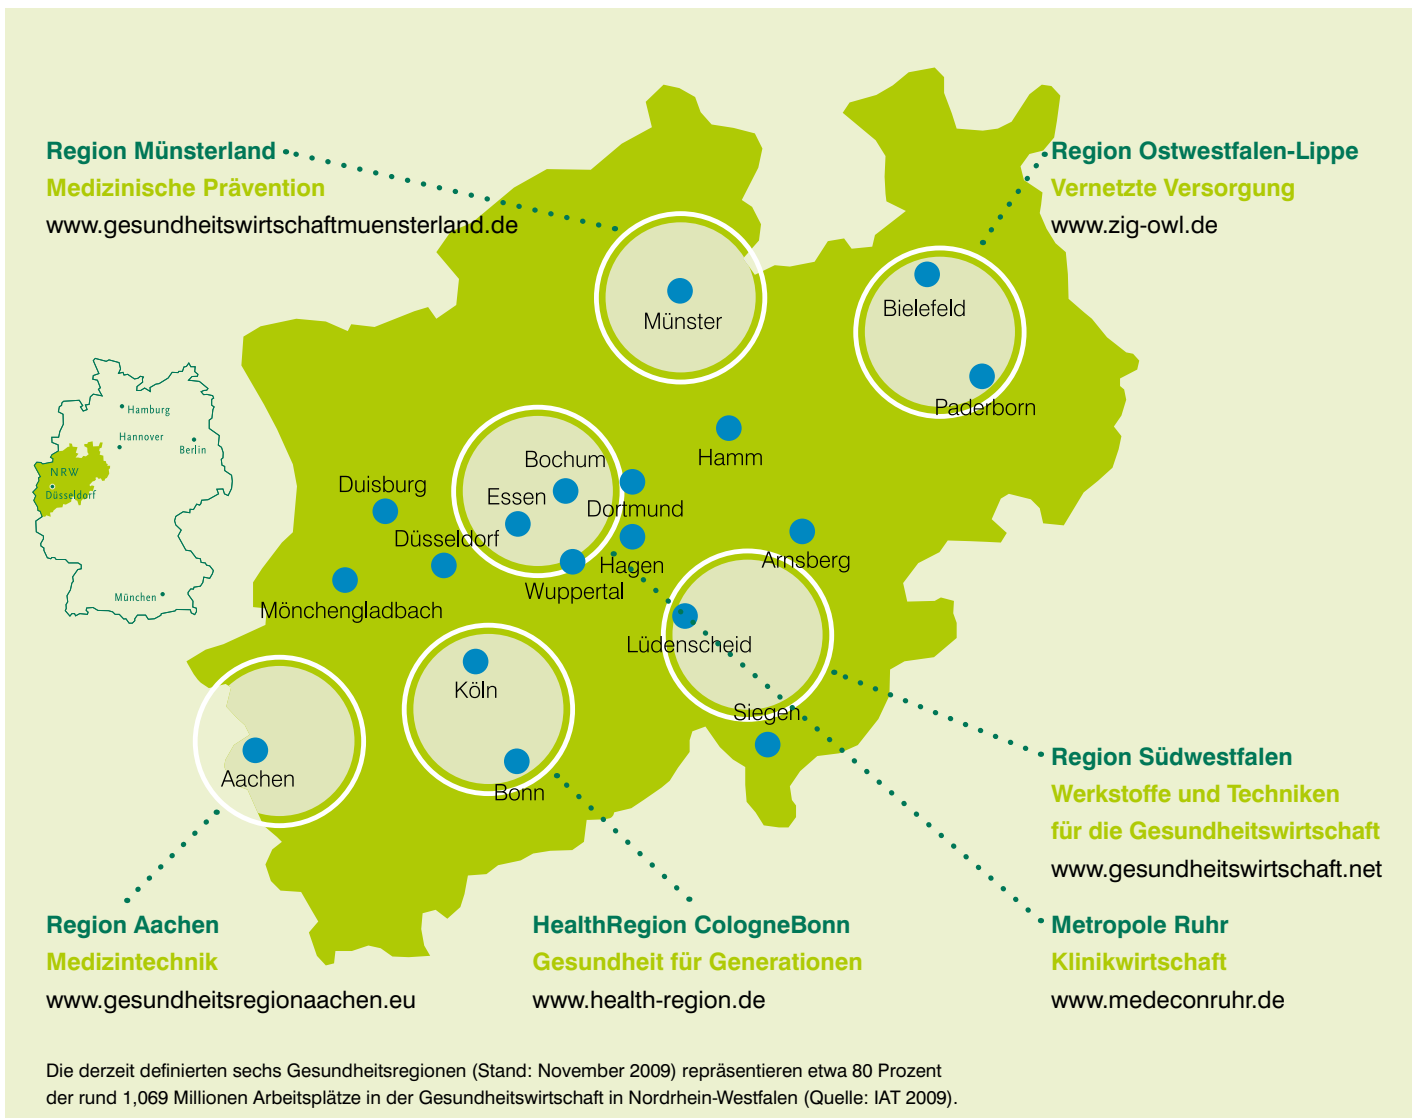 Region Münsterland
Medizinische Prävention
www.gesundheitswirtschaftmuensterland.de
Region Ostwestfalen-Lippe
Vernetzte Versorgung
www.zig-owl.de
Münster
Bielefeld
Paderborn
Hamm
Bochum
Essen
Dortmund
Duisburg
Düsseldorf
Hagen
Arnsberg
Wuppertal
Mönchengladbach
Lüdenscheid
Köln
Siegen
Aachen
Bonn
Hamburg
Hannover
Berlin
NRW
Düsseldorf
München
Region Südwestfalen
Werkstoffe und Techniken
für die Gesundheitswirtschaft
www.gesundheitswirtschaft.net
Region Aachen
Medizintechnik
www.gesundheitsregionaachen.eu
HealthRegion CologneBonn
Gesundheit für Generationen
www.health-region.de
Metropole Ruhr
Klinikwirtschaft
www.medeconruhr.de
Die derzeit definierten sechs Gesundheitsregionen (Stand: November 2009) repräsentieren etwa 80 Prozent
der rund 1,069 Millionen Arbeitsplätze in der Gesundheitswirtschaft in Nordrhein-Westfalen (Quelle: IAT 2009).